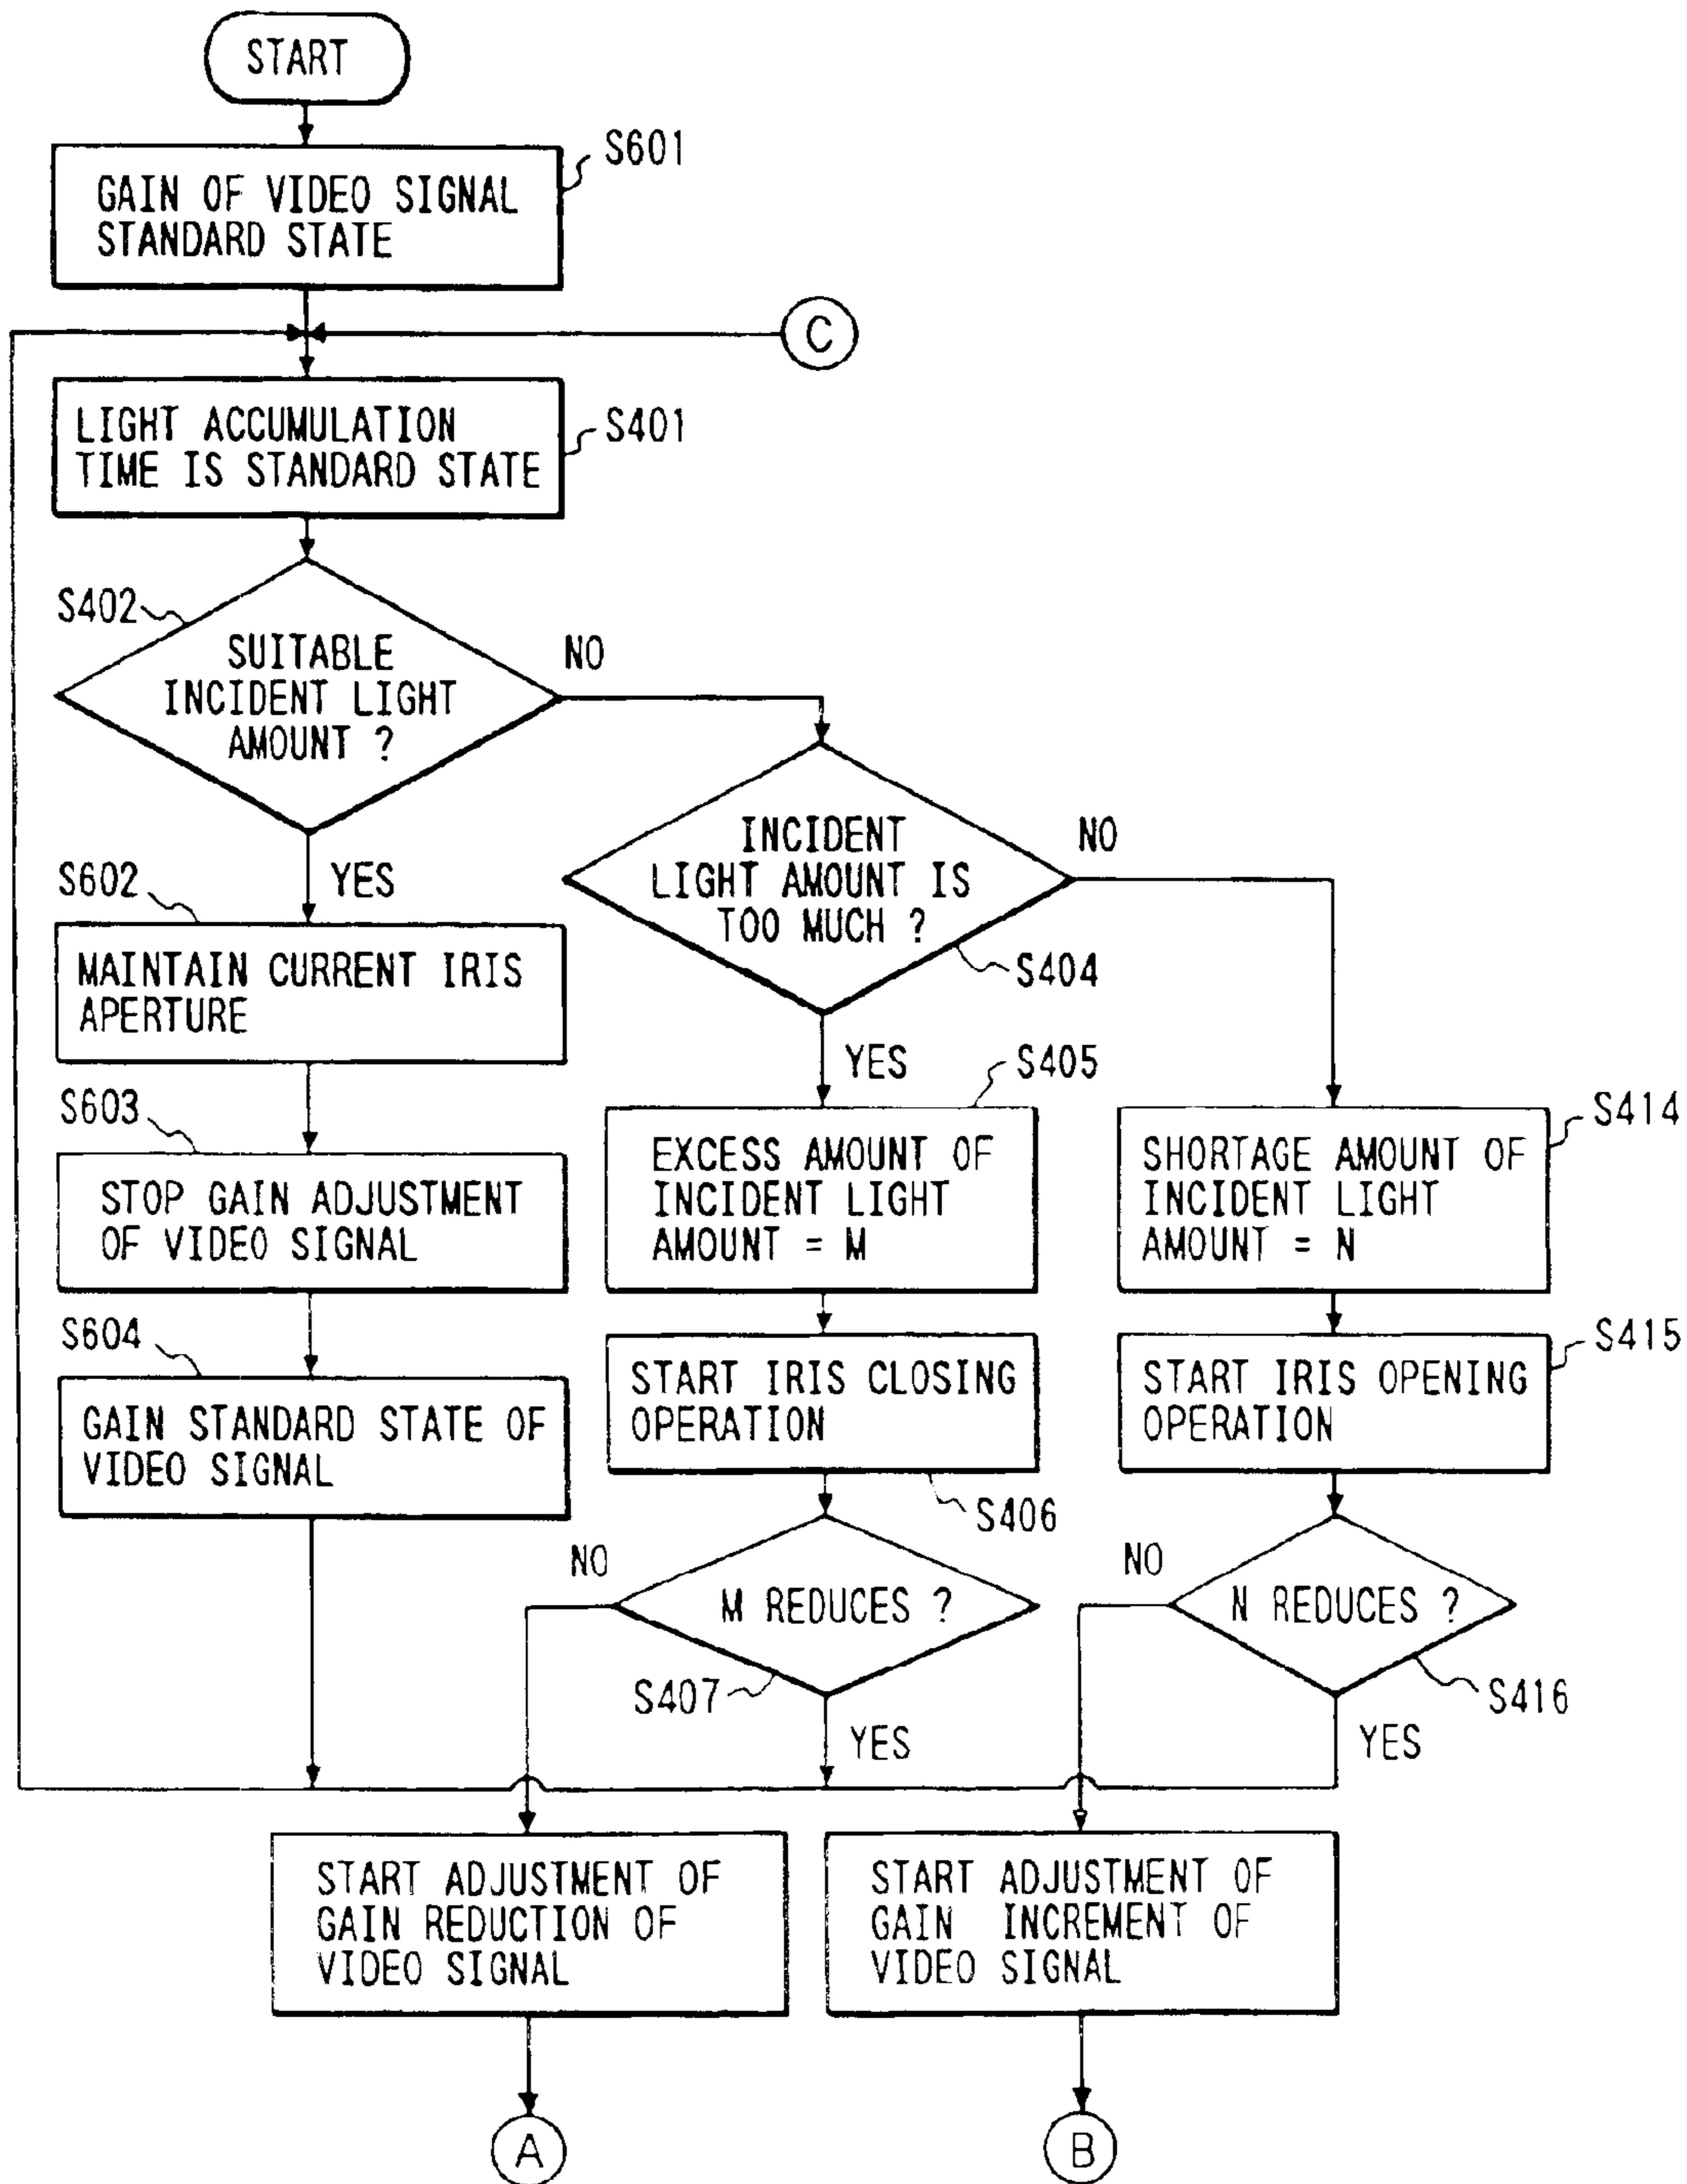 START
S601
GAIN OF VIDEO SIGNAL
STANDARD STATE
C
LIGHT ACCUMULATION
TIME IS STANDARD STATE
S401
S402
SUITABLE
INCIDENT LIGHT
AMOUNT ?
NO
YES
INCIDENT
LIGHT AMOUNT IS
TOO MUCH ?
NO
S404
YES
S602
MAINTAIN CURRENT IRIS
APERTURE
S603
STOP GAIN ADJUSTMENT
OF VIDEO SIGNAL
S604
GAIN STANDARD STATE OF
VIDEO SIGNAL
S405
EXCESS AMOUNT OF
INCIDENT LIGHT
AMOUNT = M
START IRIS CLOSING
OPERATION
S406
NO
M REDUCES ?
S407
YES
S414
SHORTAGE AMOUNT OF
INCIDENT LIGHT
AMOUNT = N
S415
START IRIS OPENING
OPERATION
NO
N REDUCES ?
S416
YES
START ADJUSTMENT OF
GAIN REDUCTION OF
VIDEO SIGNAL
A
START ADJUSTMENT OF
GAIN INCREMENT OF
VIDEO SIGNAL
B